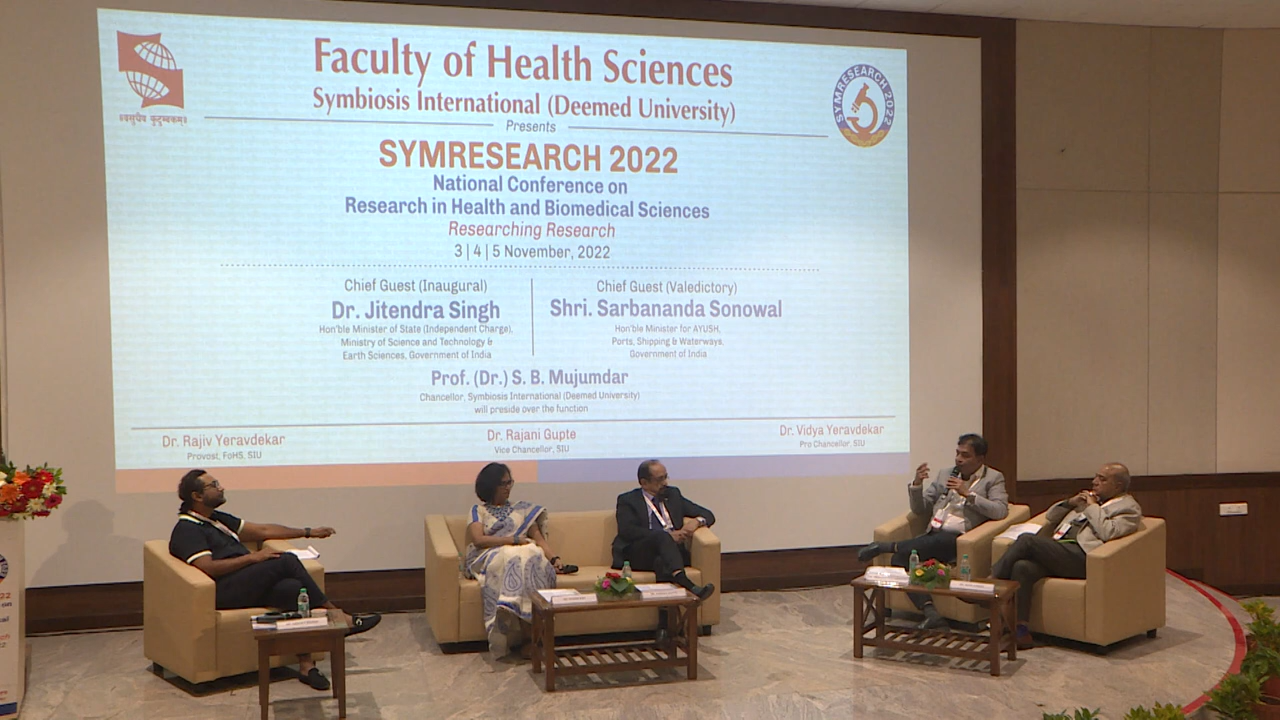 Faculty of Health Sciences
Symbiosis International (Deemed University)
Presents
SYMRESEARCH 2022
National Conference on
Research in Health and Biomedical Sciences
Researching Research
3 | 4 | 5 November, 2022
॥वसुधैव कुटुम्बकम्॥
SYMRESEARCH 2022
Chief Guest (Inaugural)
Dr. Jitendra Singh
Hon'ble Minister of State (Independent Charge),
Ministry of Science and Technology &
Earth Sciences, Government of India
Chief Guest (Valedictory)
Shri. Sarbananda Sonowal
Hon'ble Minister for AYUSH,
Ports, Shipping & Waterways,
Government of India
Prof. (Dr.) S. B. Mujumdar
Chancellor, Symbiosis International (Deemed University)
will preside over the function
Dr. Rajiv Yeravdekar
Provost, FoHS, SIU
Dr. Rajani Gupte
Vice Chancellor, SIU
Dr. Vidya Yeravdekar
Pro Chancellor, SIU